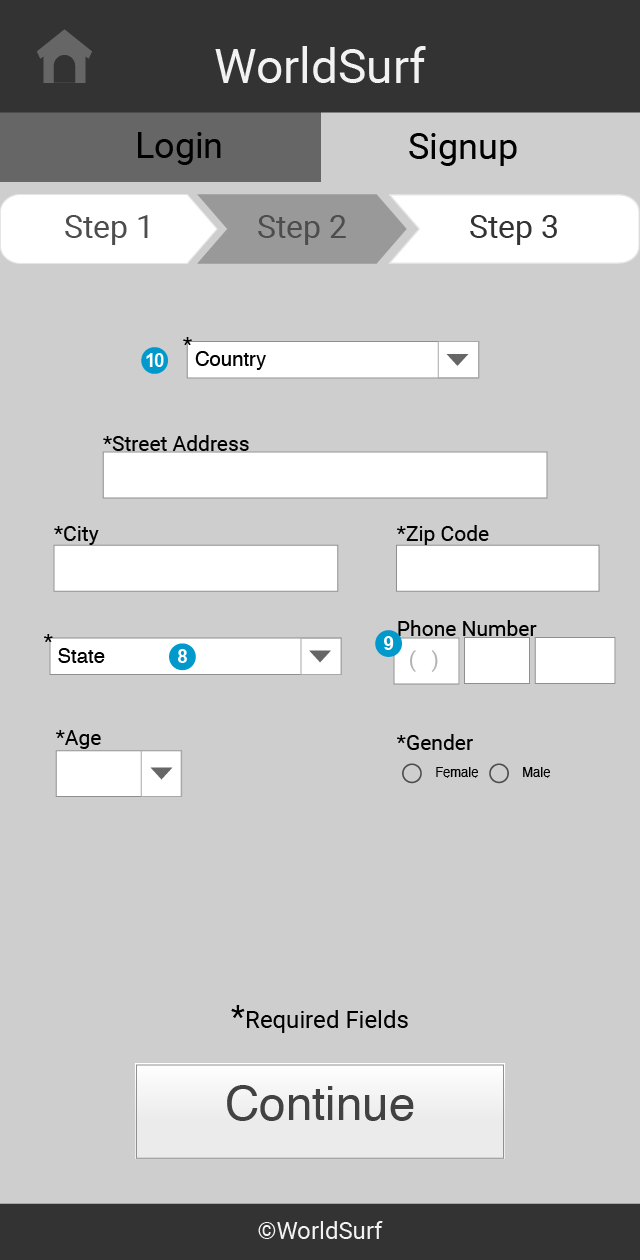 WorldSurf
Login Signup
Step 1 Step 2 Step 3
10 *Country
*Street Address
*City *Zip Code
*State 8
Phone Number
9 ( )
*Age *Gender
Female Male
*Required Fields
Continue
©WorldSurf